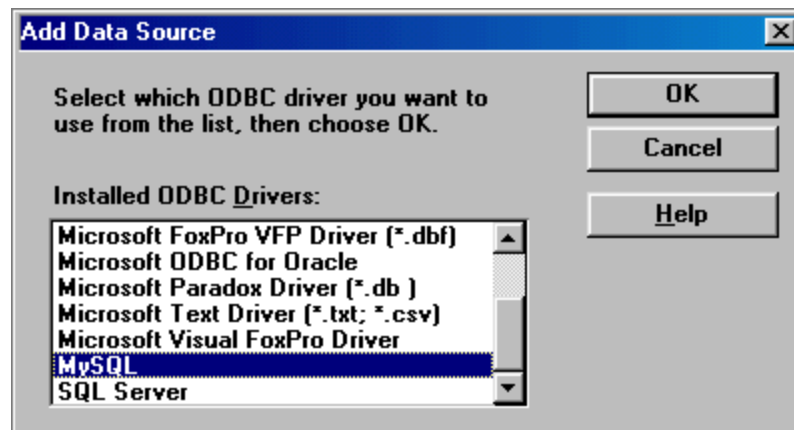 Add Data Source
Select which ODBC driver you want to
use from the list, then choose OK.
OK
Cancel
Help
Installed ODBC Drivers:
Microsoft FoxPro VFP Driver (*.dbf)
Microsoft ODBC for Oracle
Microsoft Paradox Driver (*.db )
Microsoft Text Driver (*.txt; *.csv)
Microsoft Visual FoxPro Driver
MySQL
SQL Server